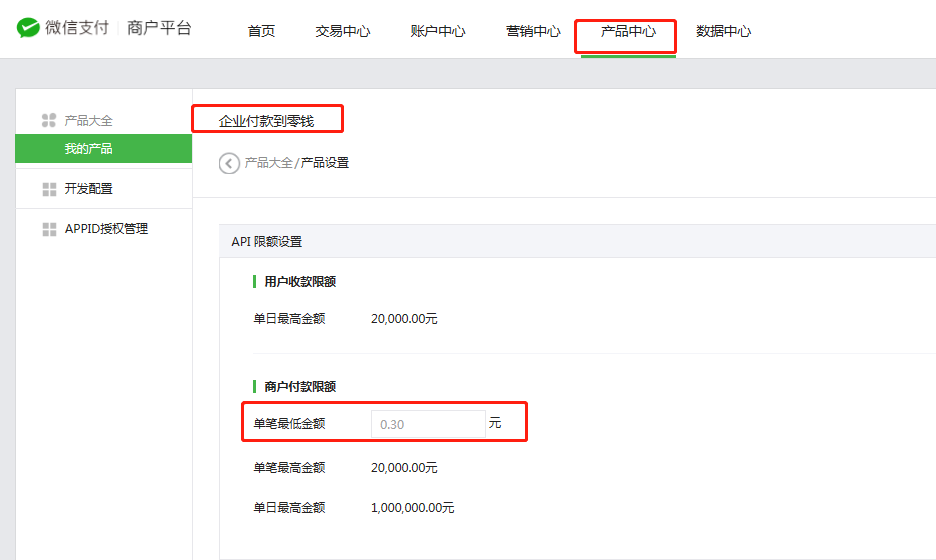 微信支付 商户平台 首页 交易中心 账户中心 营销中心 产品中心 数据中心
产品大全
我的产品
开发配置
APPID授权管理
企业付款到零钱
产品大全/产品设置
API 限额设置
用户收款限额
单日最高金额 20,000.00元
商户付款限额
单笔最低金额 0.30 元
单笔最高金额 20,000.00元
单日最高金额 1,000,000.00元